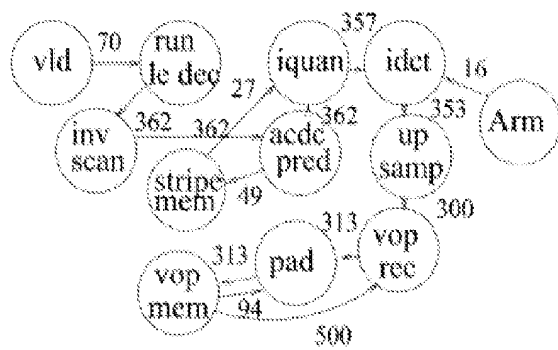 70
vld
run
le dec
357
iquan
idct
16
27
Arm
inv
scan
362
362
acdc
pred
362
353
up
samp
stripe
mem
49
300
313
313
vop
rec
pad
vop
mem
94
500